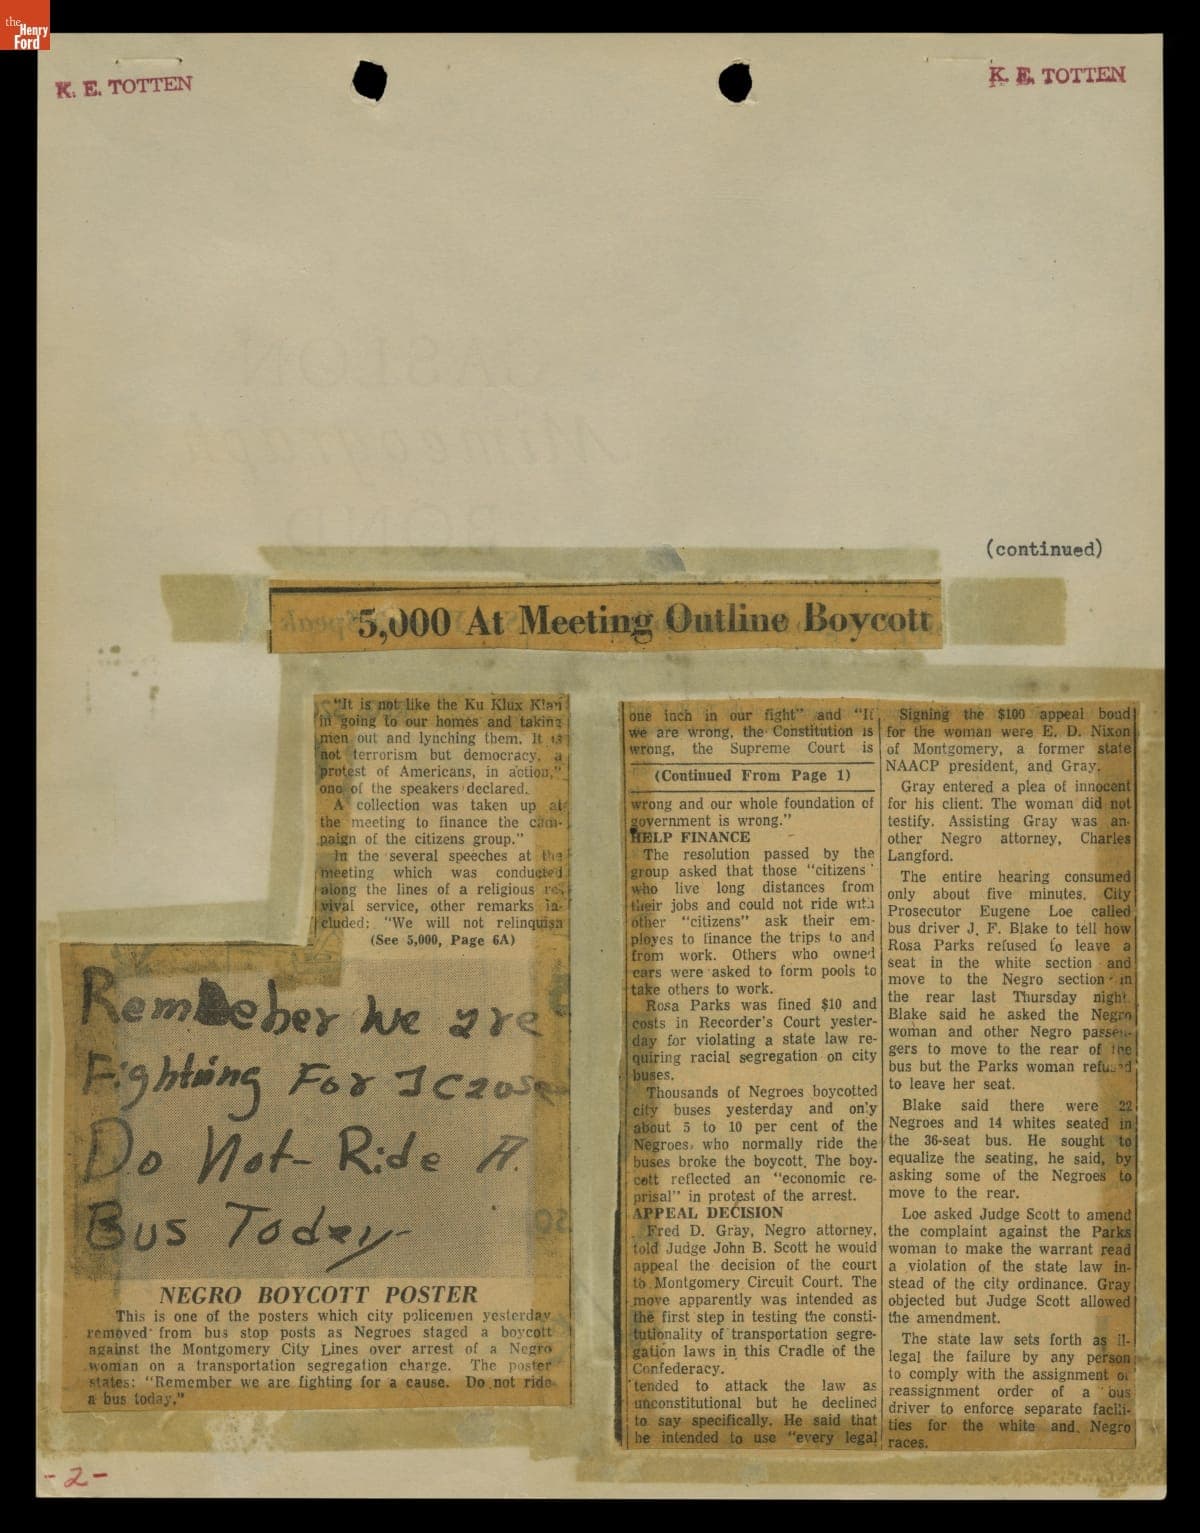 the
Henry
Ford
K. E. TOTTEN
K. E. TOTTEN
CASLON
Mimeograph
BOND
(continued)
5,000 At Meeting Outline Boycott
"It is not like the Ku Klux Klan
in going to our homes and taking
men out and lynching them. It is
not terrorism but democracy, a
protest of Americans, in action,"
one of the speakers declared.
A collection was taken up at
the meeting to finance the cam-
paign of the citizens group."
In the several speeches at the
meeting which was conducted
along the lines of a religious re-
vival service, other remarks in-
cluded: "We will not relinquish
(See 5,000, Page 6A)
Remember we are
Fighting For I Cause
Do Not Ride A.
Bus Today
NEGRO BOYCOTT POSTER
This is one of the posters which city policemen yesterday
removed from bus stop posts as Negroes staged a boycott
against the Montgomery City Lines over arrest of a Negro
woman on a transportation segregation charge. The poster
states: "Remember we are fighting for a cause. Do not ride
a bus today."
-2-
one inch in our fight" and "If
we are wrong, the Constitution is
wrong, the Supreme Court is
(Continued From Page 1)
wrong and our whole foundation of
government is wrong."
HELP FINANCE
The resolution passed by the
group asked that those "citizens'
who live long distances from
their jobs and could not ride with
other "citizens" ask their em-
ployes to finance the trips to and
from work. Others who owned
cars were asked to form pools to
take others to work.
Rosa Parks was fined $10 and
costs in Recorder's Court yester-
day for violating a state law re-
quiring racial segregation on city
buses.
Thousands of Negroes boycotted
city buses yesterday and only
about 5 to 10 per cent of the
Negroes who normally ride the
buses broke the boycott. The boy-
cott reflected an "economic re-
prisal" in protest of the arrest.
APPEAL DECISION
Fred D. Gray, Negro attorney,
told Judge John B. Scott he would
appeal the decision of the court
to Montgomery Circuit Court. The
move apparently was intended as
the first step in testing the consti-
tutionality of transportation segre-
gation laws in this Cradle of the
Confederacy.
tended to attack the law as
unconstitutional but he declined
to say specifically. He said that
he intended to use "every legal
Signing the $100 appeal bond
for the woman were E. D. Nixon
of Montgomery, a former state
NAACP president, and Gray.
Gray entered a plea of innocent
for his client. The woman did not
testify. Assisting Gray was an-
other Negro attorney, Charles
Langford.
The entire hearing consumed
only about five minutes. City
Prosecutor Eugene Loe called
bus driver J. F. Blake to tell how
Rosa Parks refused to leave a
seat in the white section and
move to the Negro section in
the rear last Thursday night.
Blake said he asked the Negro
woman and other Negro passen-
gers to move to the rear of the
bus but the Parks woman refused
to leave her seat.
Blake said there were 22
Negroes and 14 whites seated in
the 36-seat bus. He sought to
equalize the seating, he said, by
asking some of the Negroes to
move to the rear.
Loe asked Judge Scott to amend
the complaint against the Parks
woman to make the warrant read
a violation of the state law in-
stead of the city ordinance. Gray
objected but Judge Scott allowed
the amendment.
The state law sets forth as il-
legal the failure by any person
to comply with the assignment or
reassignment order of a bus
driver to enforce separate facili-
ties for the white and Negro
races.